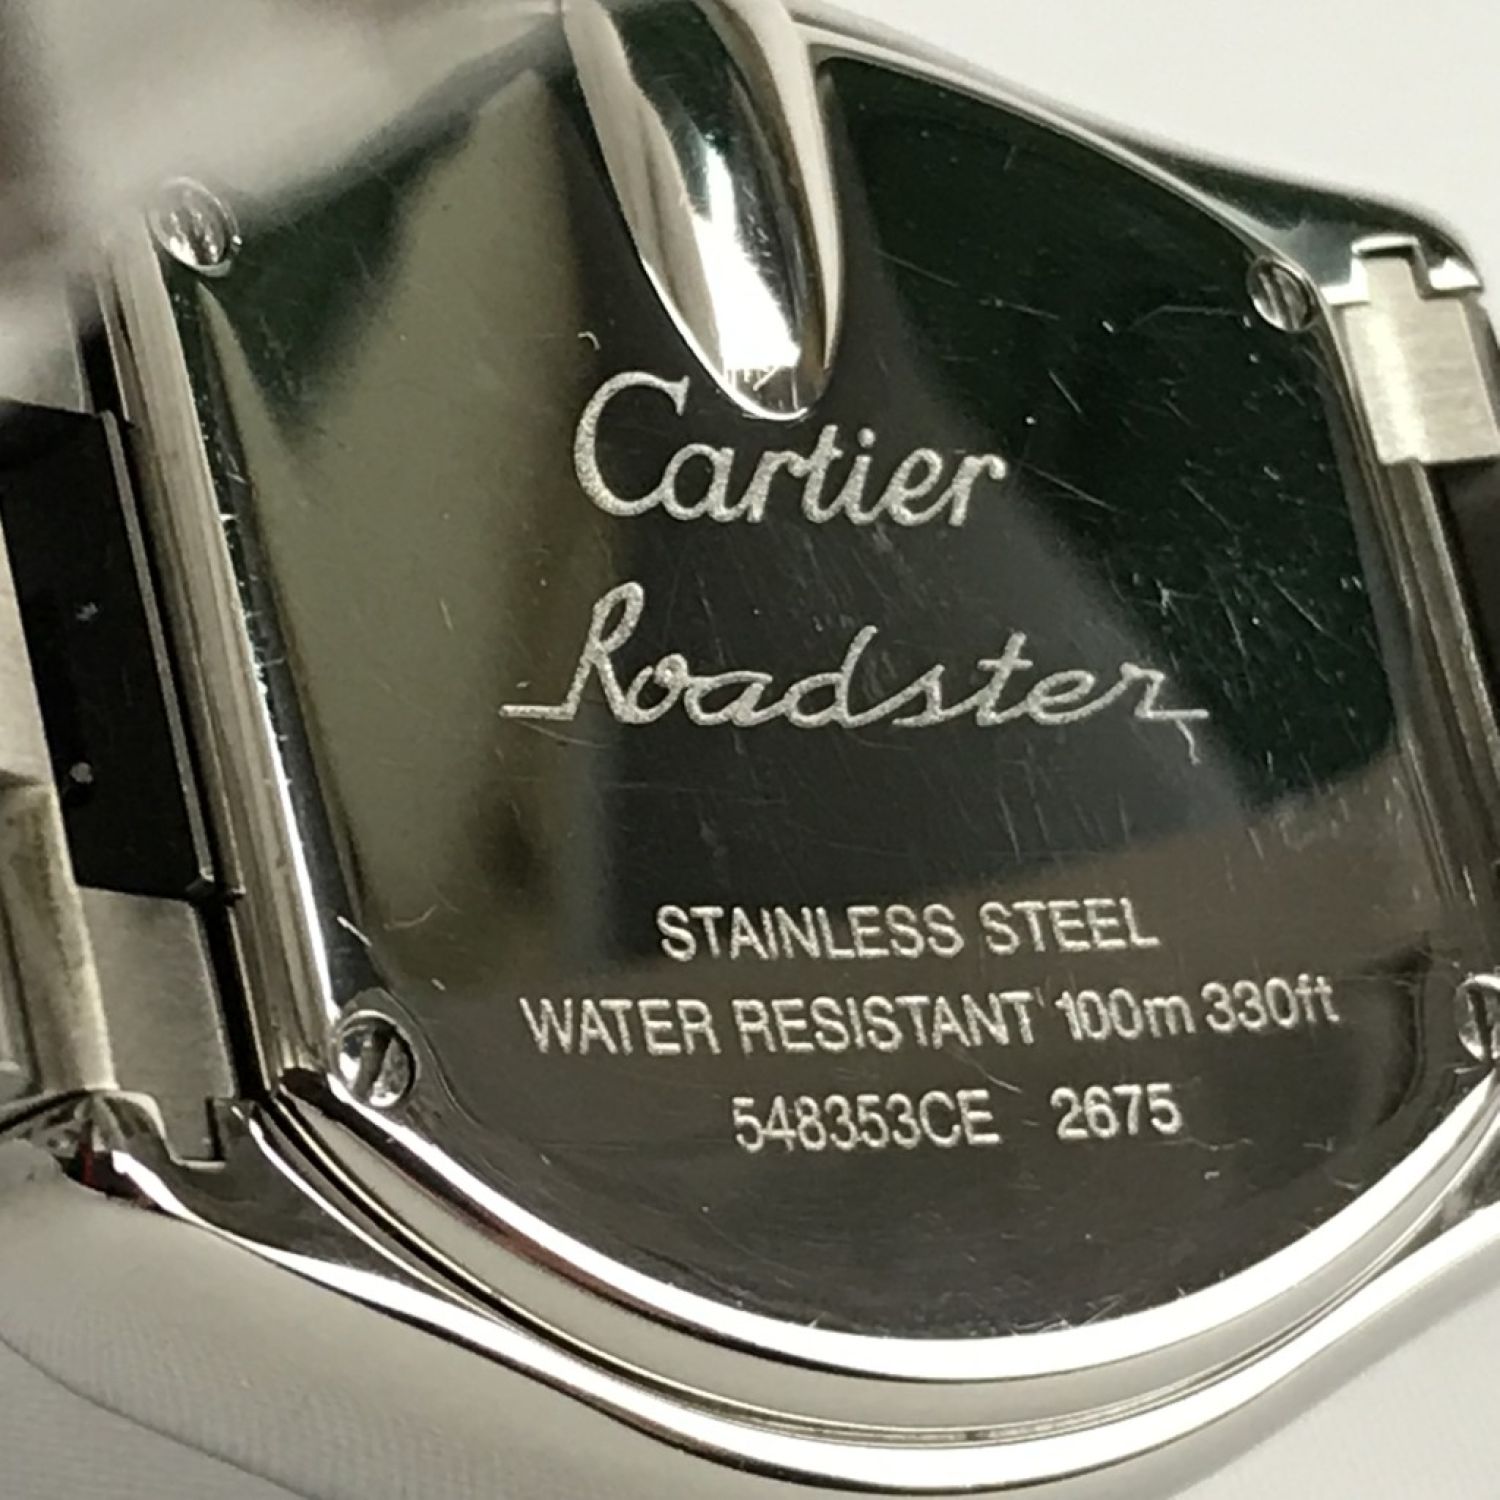 Cartier
Roadster
STAINLESS STEEL
WATER RESISTANT 100m 330ft
548353CE 2675